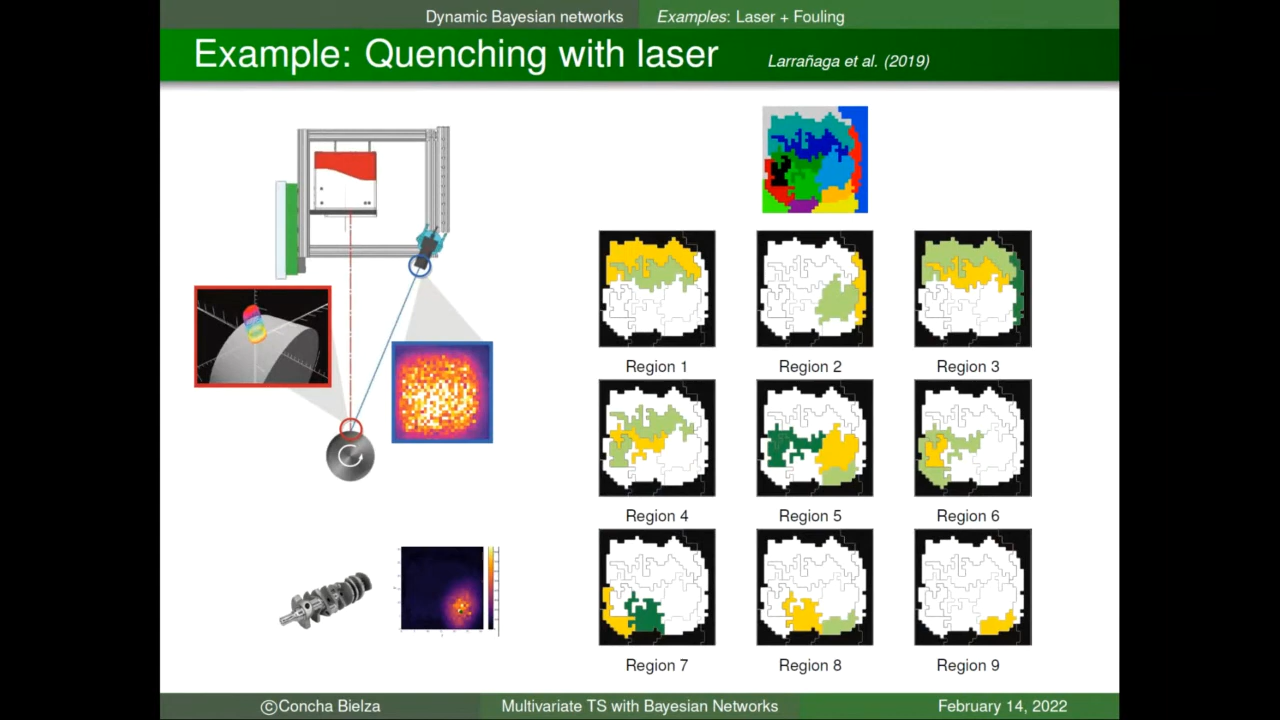 Dynamic Bayesian networks
Examples: Laser + Fouling
Example: Quenching with laser
Larrañaga et al. (2019)
Region 1
Region 2
Region 3
Region 4
Region 5
Region 6
Region 7
Region 8
Region 9
©Concha Bielza
Multivariate TS with Bayesian Networks
February 14, 2022